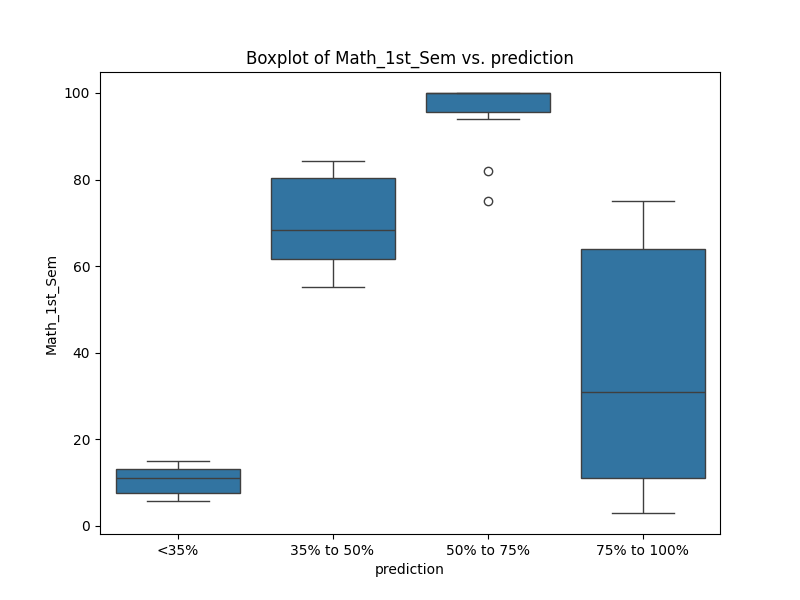 Boxplot of Math_1st_Sem vs. prediction
100
80
60
40
20
0
Math_1st_Sem
<35%
35% to 50%
50% to 75%
75% to 100%
prediction